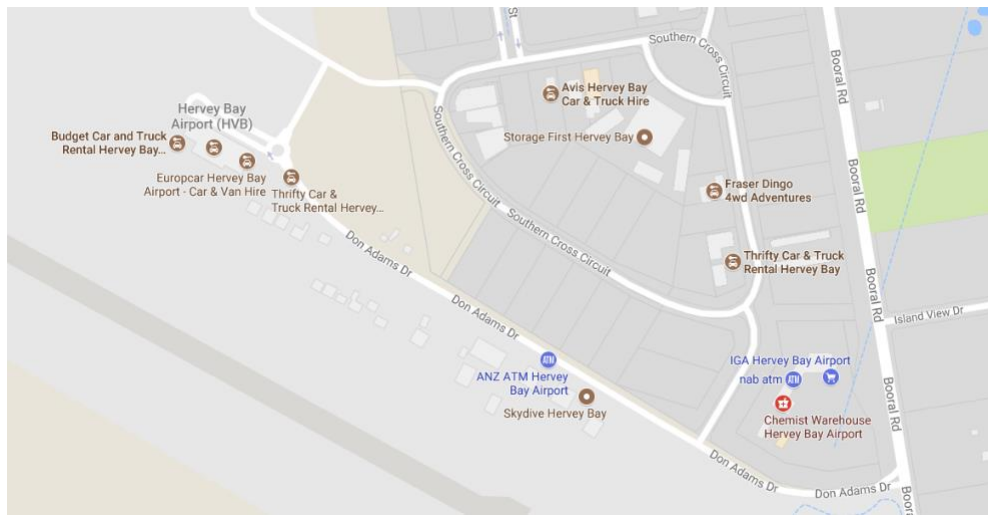 St
Southern Cross Circuit
Booral Rd
Avis Hervey Bay
Car & Truck Hire
Hervey Bay
Airport (HVB)
Southern Cross Circuit
Storage First Hervey Bay
Budget Car and Truck
Rental Hervey Bay...
Europcar Hervey Bay
Airport - Car & Van Hire
Thrifty Car &
Truck Rental Hervey...
Fraser Dingo
4wd Adventures
Booral Rd
Southern Cross Circuit
Don Adams Dr
Thrifty Car & Truck
Rental Hervey Bay
Booral Rd
Don Adams Dr
Island View Dr
ATM
ANZ ATM Hervey
Bay Airport
IGA Hervey Bay Airport
nab atm
ATM
Skydive Hervey Bay
Chemist Warehouse
Hervey Bay Airport
Booral Rd
Don Adams Dr
Don Adams Dr
Boora